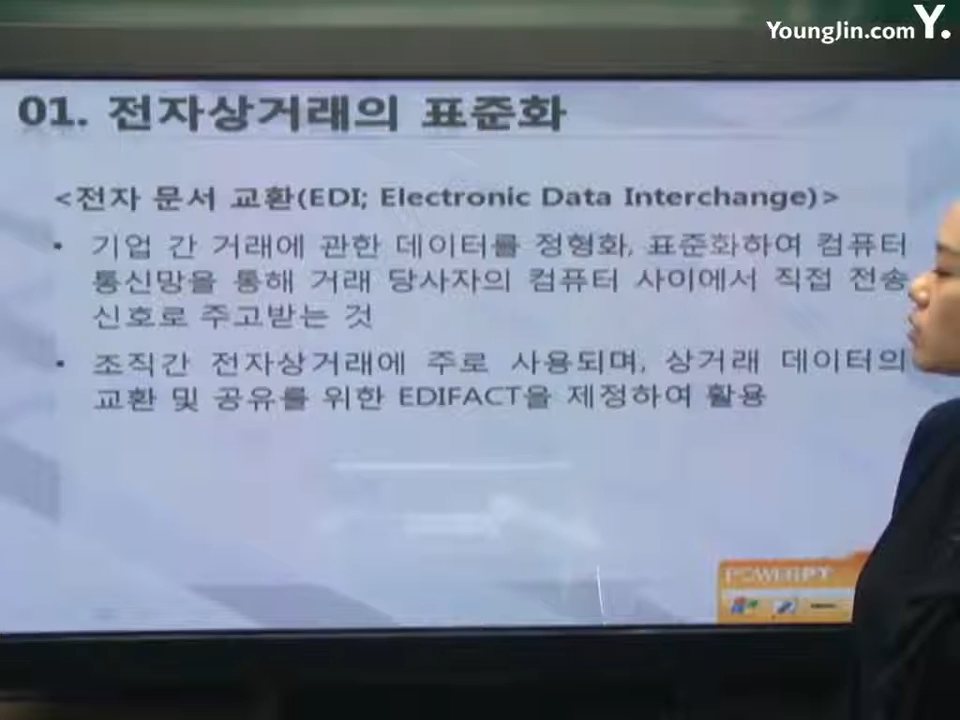 YoungJin.com Y.
01. 전자상거래의 표준화
<전자 문서 교환(EDI; Electronic Data Interchange)>
• 기업 간 거래에 관한 데이터를 정형화, 표준화하여 컴퓨터
통신망을 통해 거래 당사자의 컴퓨터 사이에서 직접 전송
신호로 주고받는 것
• 조직간 전자상거래에 주로 사용되며, 상거래 데이터의
교환 및 공유를 위한 EDIFACT을 제정하여 활용
POWERPT